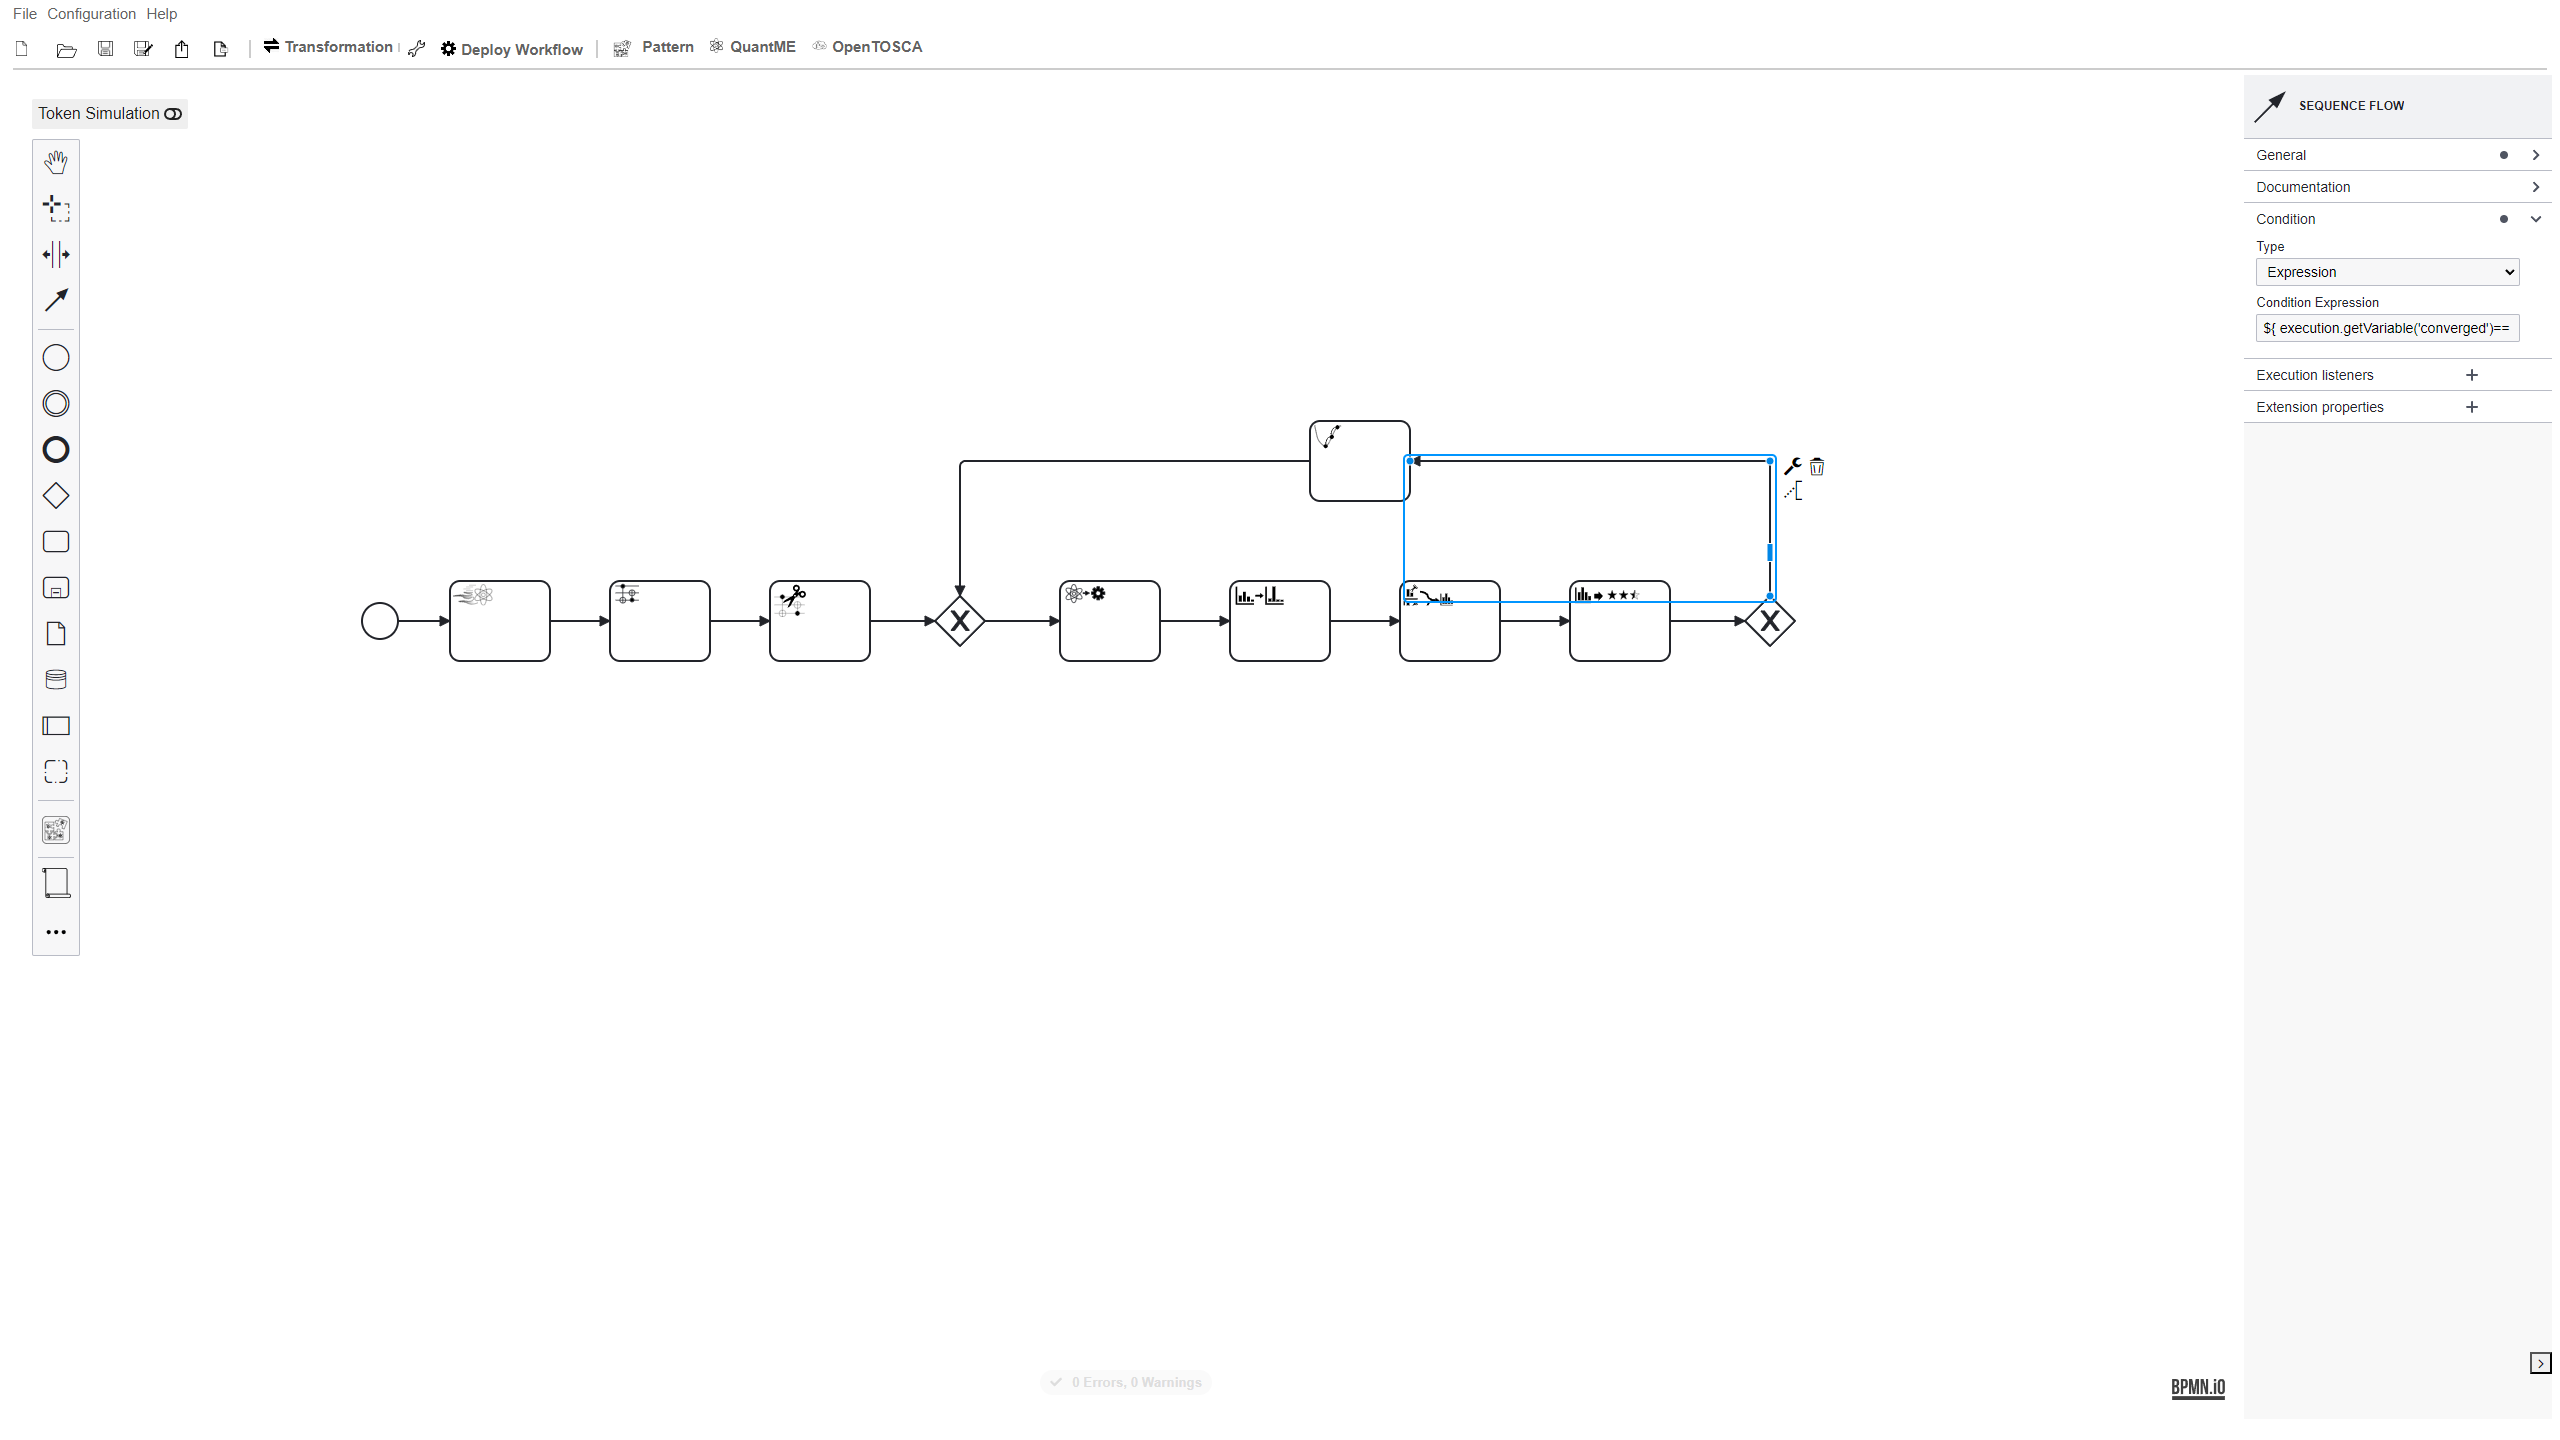 File Configuration Help
Transformation Deploy Workflow Pattern QuantME OpenTOSCA
Token Simulation
SEQUENCE FLOW
General
Documentation
Condition
Type
Expression
Condition Expression
${ execution.getVariable('converged')==
Execution listeners
Extension properties
X X
0 Errors, 0 Warnings
BPMN.iO